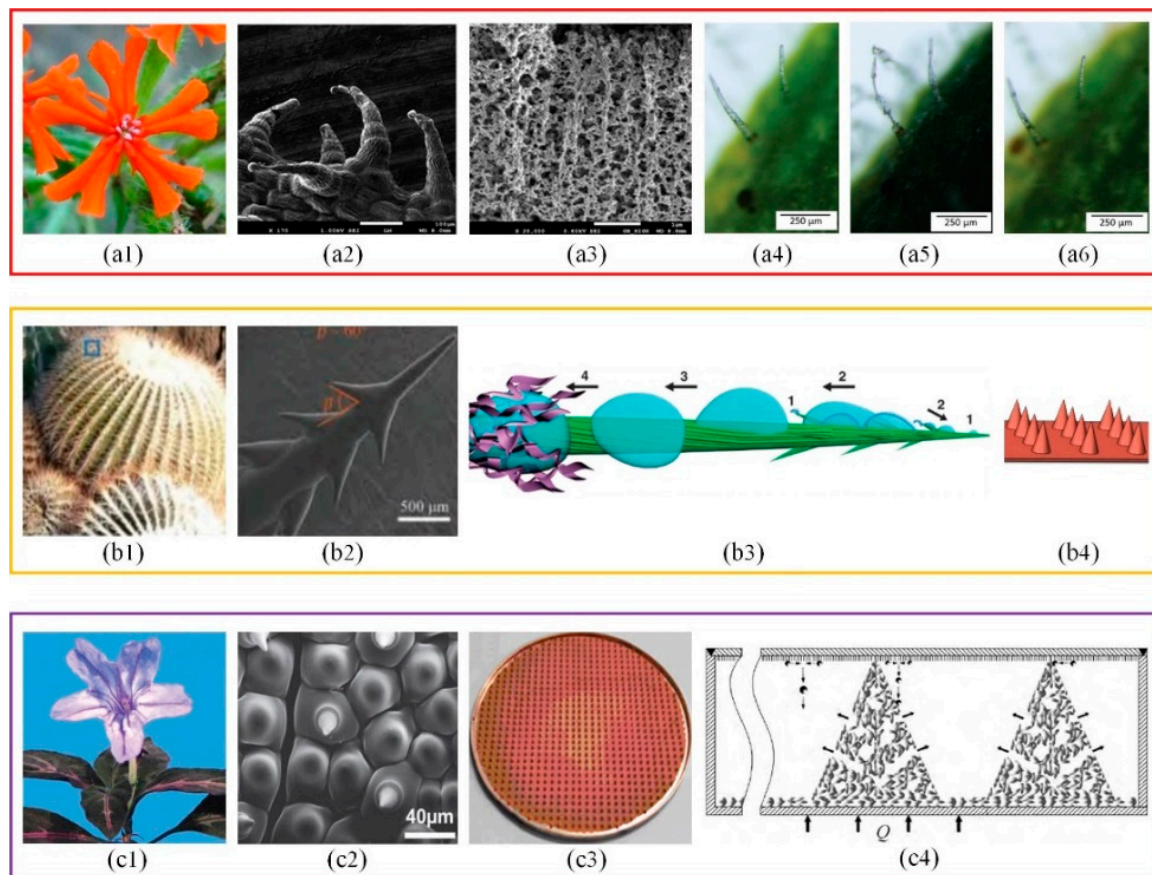 (a1)
(a2)
(a3)
250 µm
(a4)
250 µm
(a5)
250 µm
(a6)
(b1)
500 µm
(b2)
4
3
2
1
2
1
(b3)
(b4)
(c1)
40µm
(c2)
(c3)
Q
(c4)